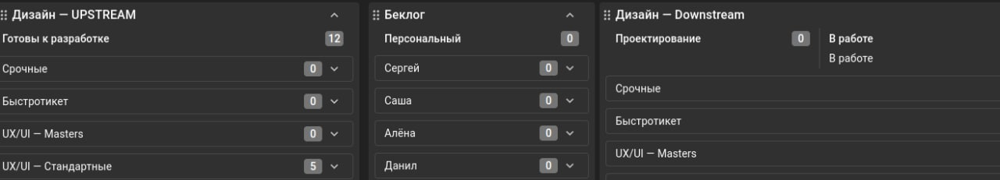 Дизайн — UPSTREAM
Готовы к разработке 12
Срочные 0
Быстротикет 0
UX/UI — Masters 0
UX/UI — Стандартные 5
Беклог
Персональный 0
Сергей 0
Саша 0
Алёна 0
Данил 0
Дизайн — Downstream
Проектирование 0
В работе
В работе
Срочные
Быстротикет
UX/UI — Masters